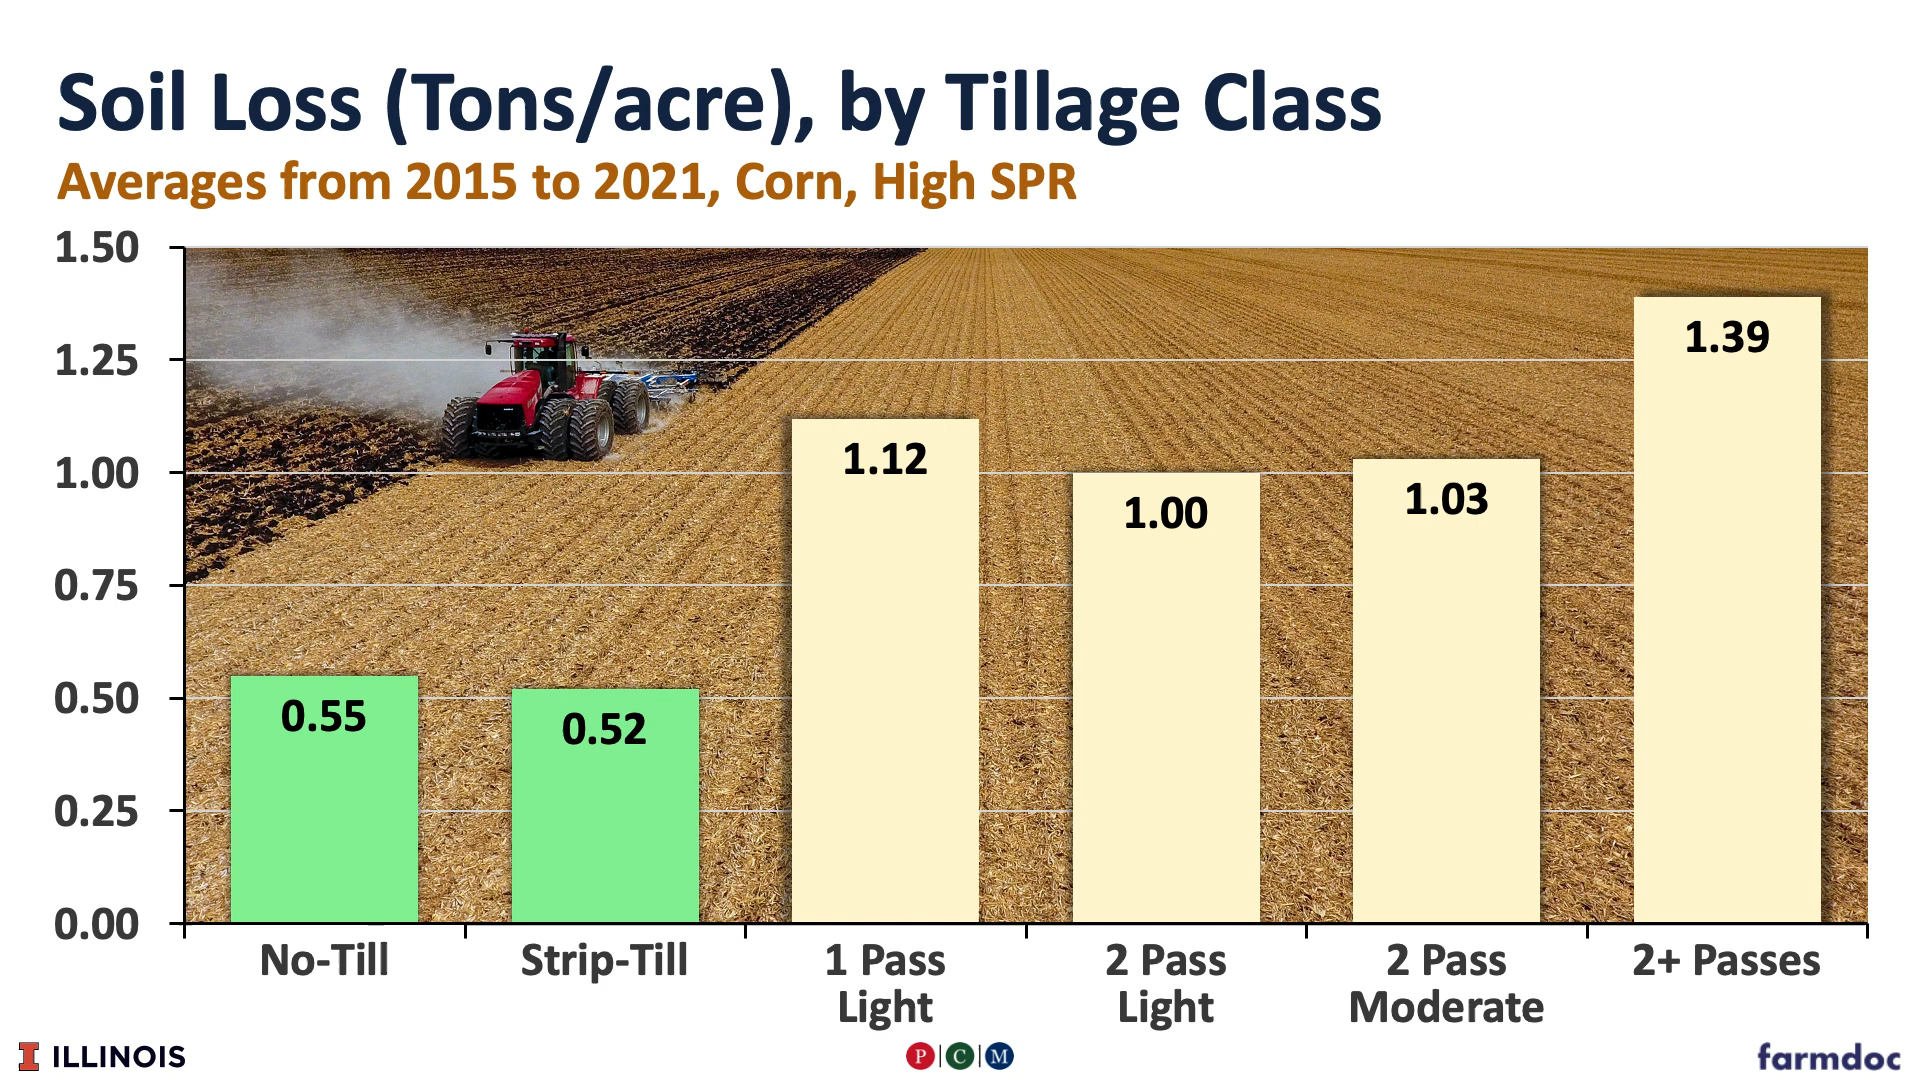 Soil Loss (Tons/acre), by Tillage Class
Averages from 2015 to 2021, Corn, High SPR
1.50
1.25
1.00
0.75
0.50
0.25
0.00
0.55
0.52
1.12
1.00
1.03
1.39
No-Till
Strip-Till
1 Pass
Light
2 Pass
Light
2 Pass
Moderate
2+ Passes
I ILLINOIS
P|C|M
farmdoc